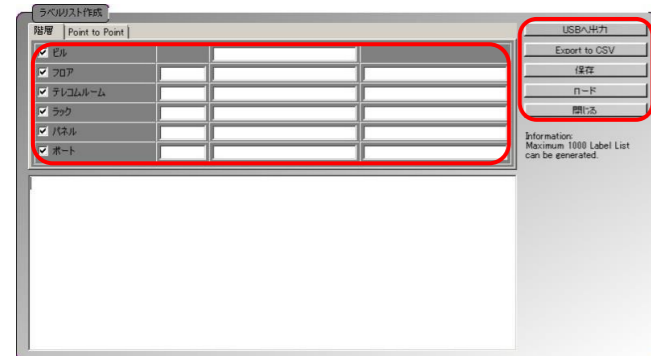 ラベルリスト作成
階層 Point to Point
ビル
フロア
テレコムルーム
ラック
パネル
ポート
USBへ出力
Export to CSV
保存
ロード
閉じる
Information:
Maximum 1000 Label List
can be generated.